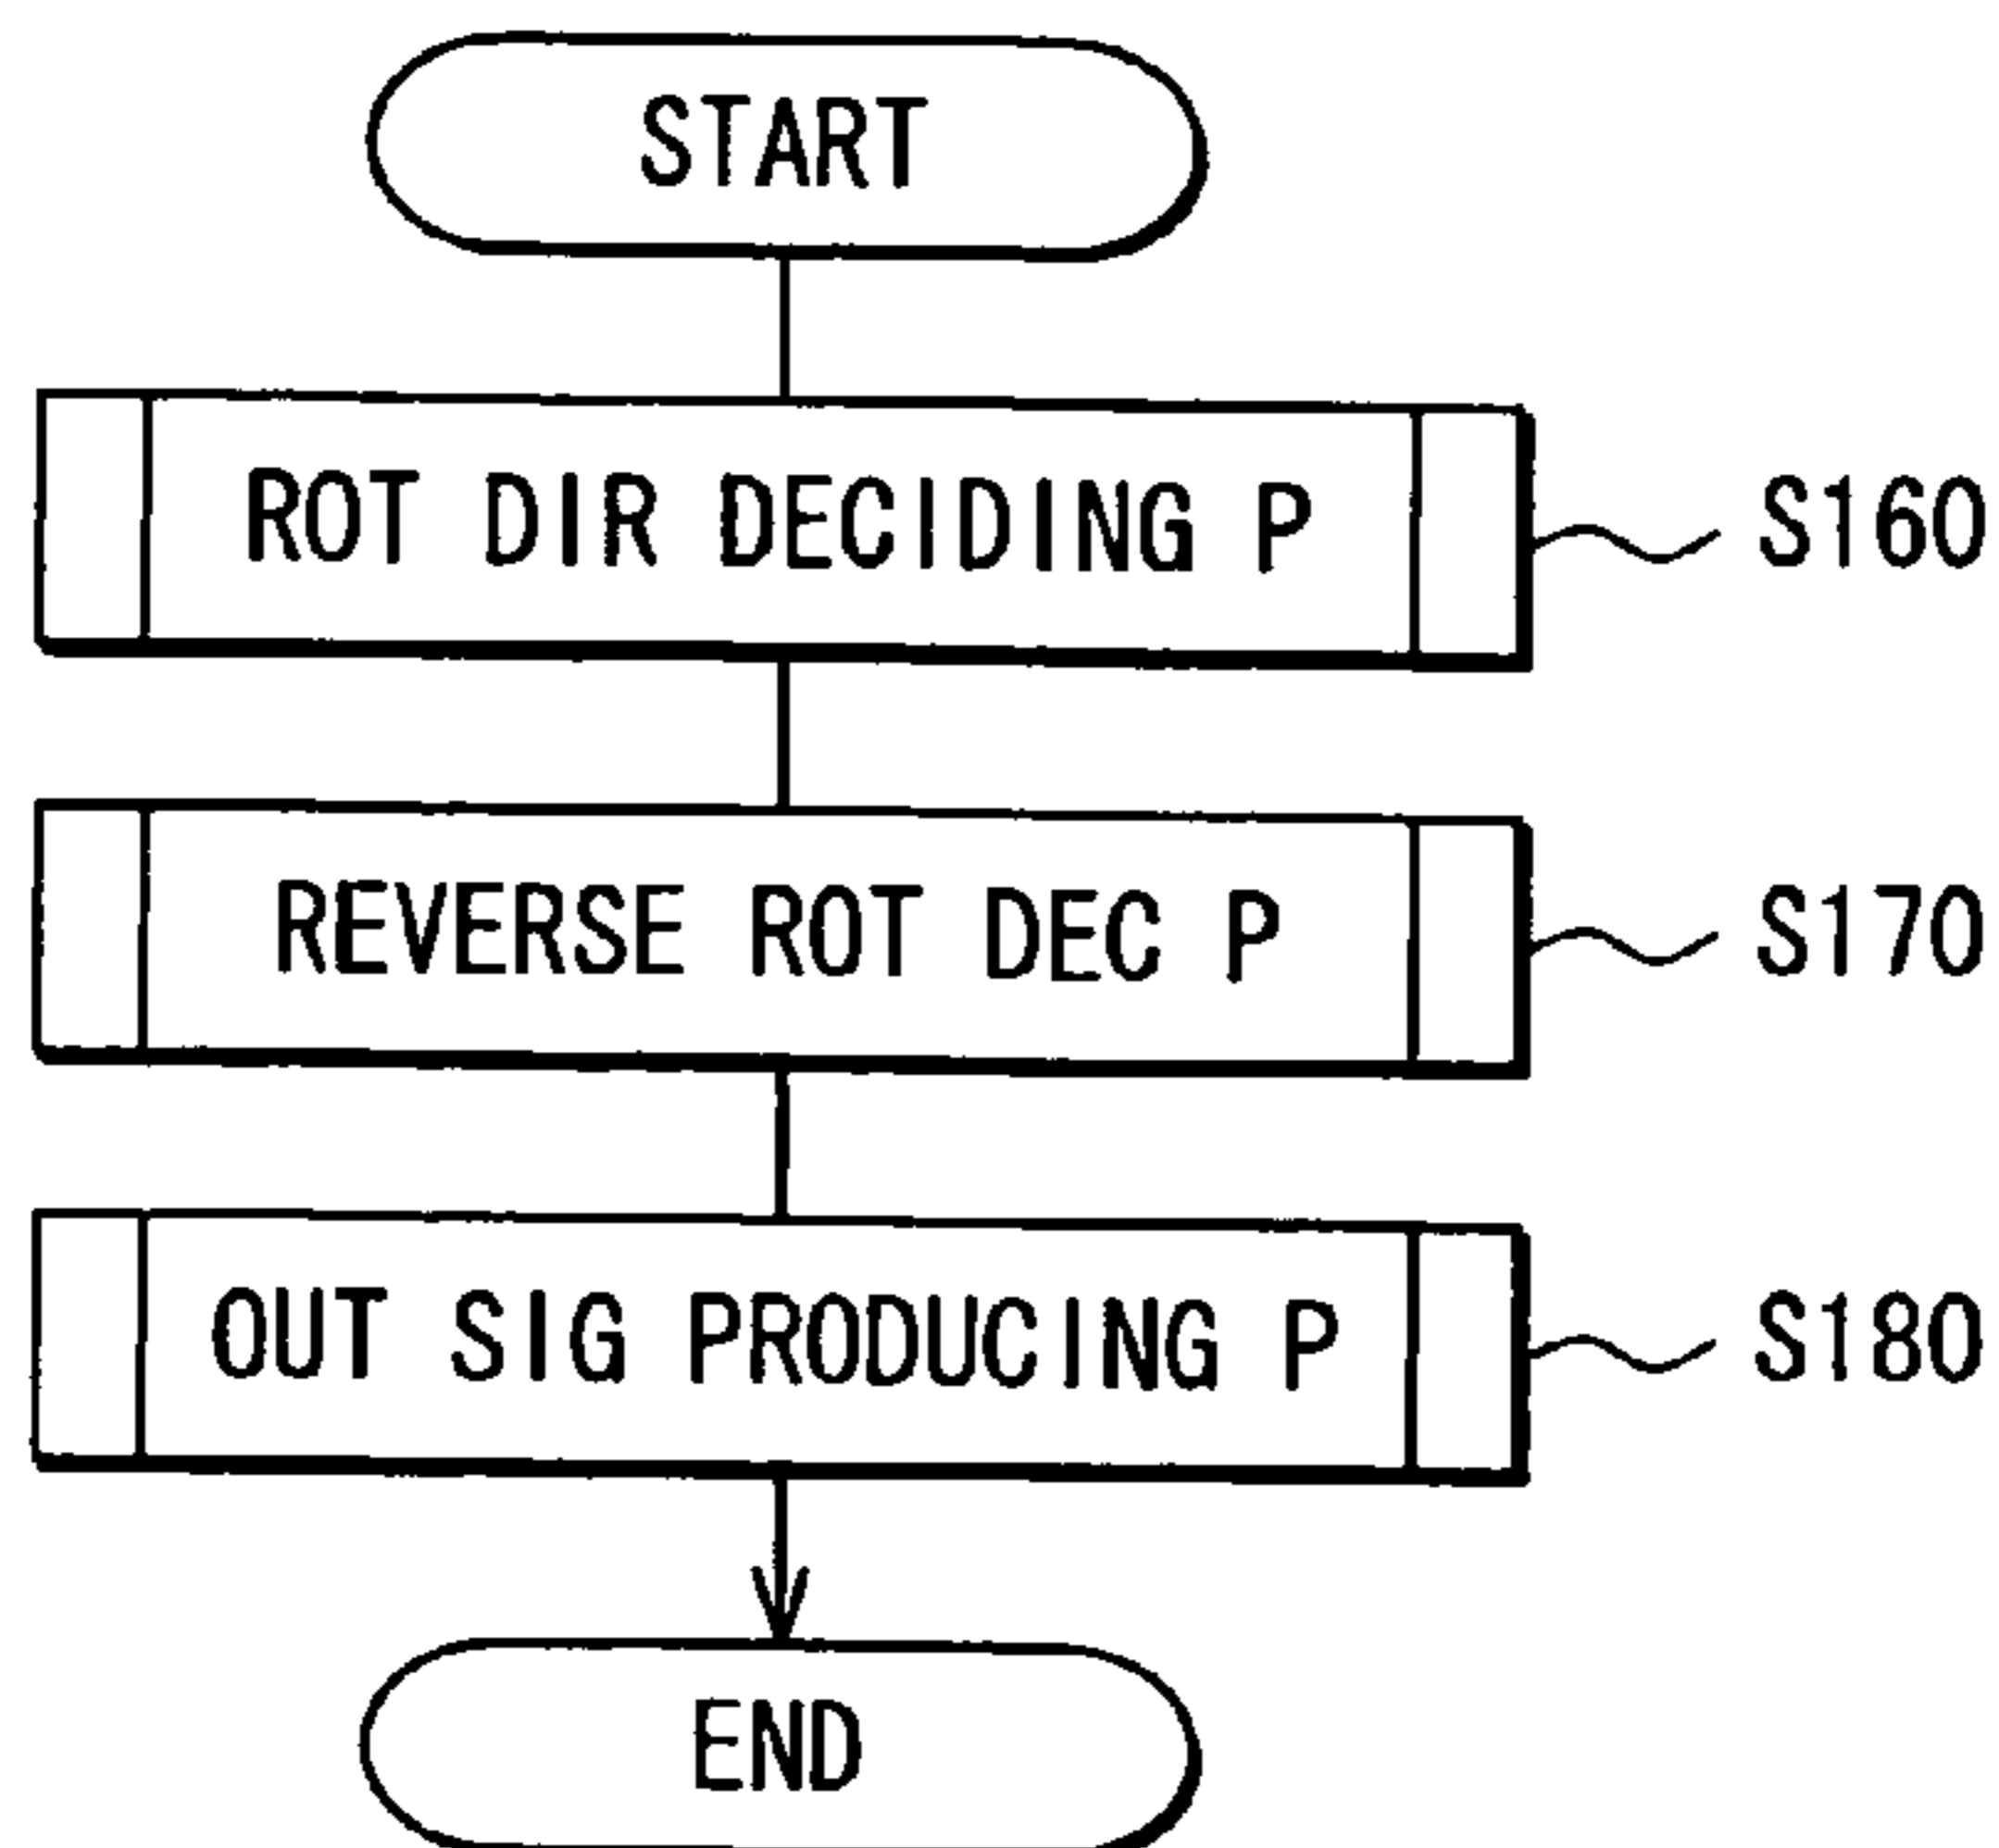 START
ROT DIR DECIDING P
S160
REVERSE ROT DEC P
S170
OUT SIG PRODUCING P
S180
END